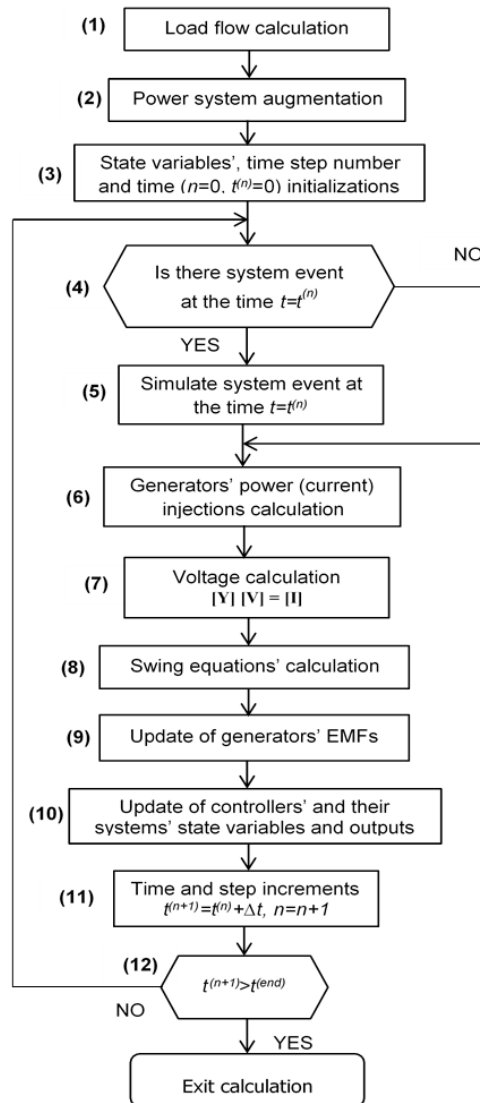 (1)
Load flow calculation
(2)
Power system augmentation
(3)
State variables', time step number
and time (n=0, t(n)=0) initializations
(4)
Is there system event
at the time t=t(n)
NO
YES
(5)
Simulate system event at
the time t=t(n)
(6)
Generators' power (current)
injections calculation
(7)
Voltage calculation
[Y] [V] = [I]
(8)
Swing equations' calculation
(9)
Update of generators' EMFs
(10)
Update of controllers' and their
systems' state variables and outputs
(11)
Time and step increments
t(n+1)=t(n)+Δt, n=n+1
(12)
t(n+1)>t(end)
NO
YES
Exit calculation